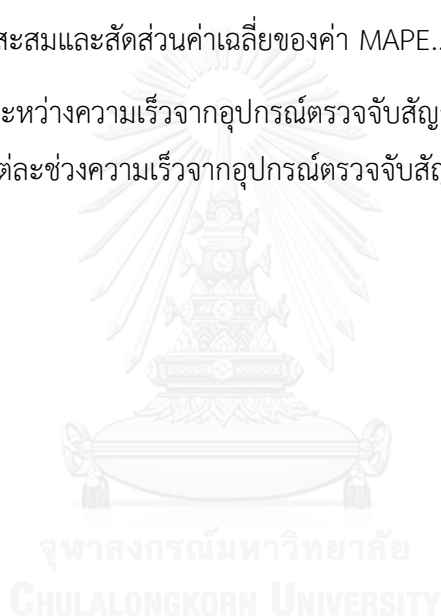 สะสมและสัดส่วนค่าเฉลี่ยของค่า MAPE..
ะหว่างความเร็วจากอุปกรณ์ตรวจจับสัญ
ต่ละช่วงความเร็วจากอุปกรณ์ตรวจจับสัญ
จุฬาลงกรณ์มหาวิทยาลัย
CHULALONGKORN UNIVERSITY